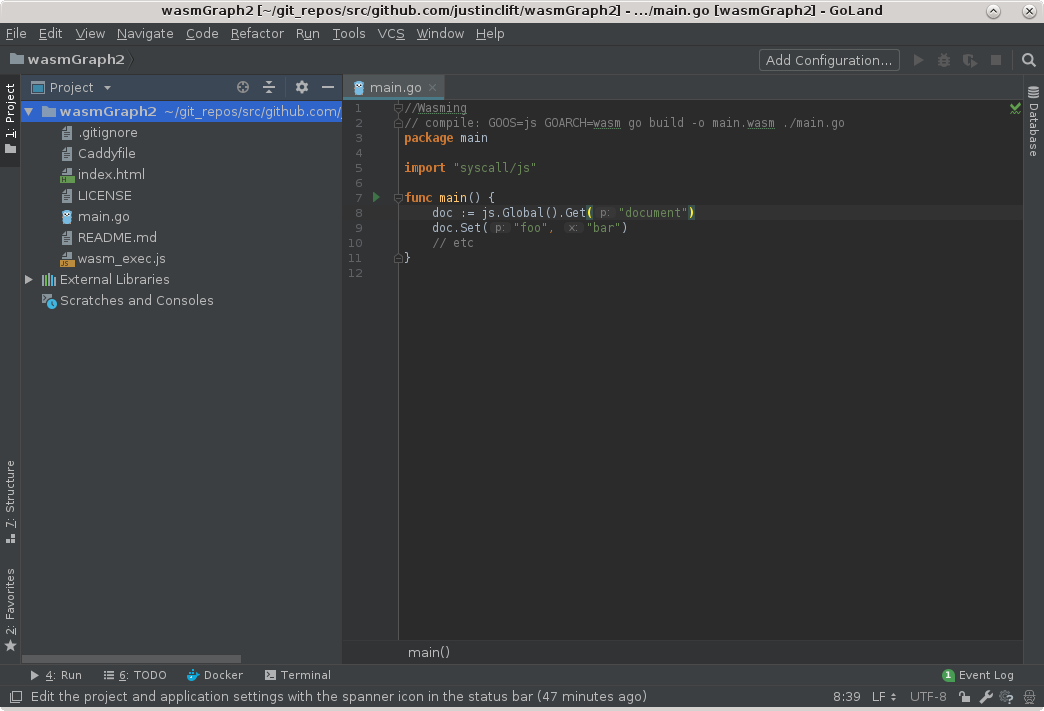 wasmGraph2 [~/git_repos/src/github.com/justinclift/wasmGraph2] - .../main.go [wasmGraph2] - GoLand
File Edit View Navigate Code Refactor Run Tools VCS Window Help
wasmGraph2
Add Configuration...
1: Project
Project
wasmGraph2 ~/git_repos/src/github.com/
.gitignore
Caddyfile
index.html
LICENSE
main.go
README.md
wasm_exec.js
External Libraries
Scratches and Consoles
7: Structure
2: Favorites
main.go
1 //Wasming
2 // compile: GOOS=js GOARCH=wasm go build -o main.wasm ./main.go
3 package main
4
5 import "syscall/js"
6
7 func main() {
8 doc := js.Global().Get( p: "document")
9 doc.Set( p: "foo", x: "bar")
10 // etc
11 }
12
main()
Database
4: Run 6: TODO Docker Terminal 1 Event Log
Edit the project and application settings with the spanner icon in the status bar (47 minutes ago) 8:39 LF UTF-8